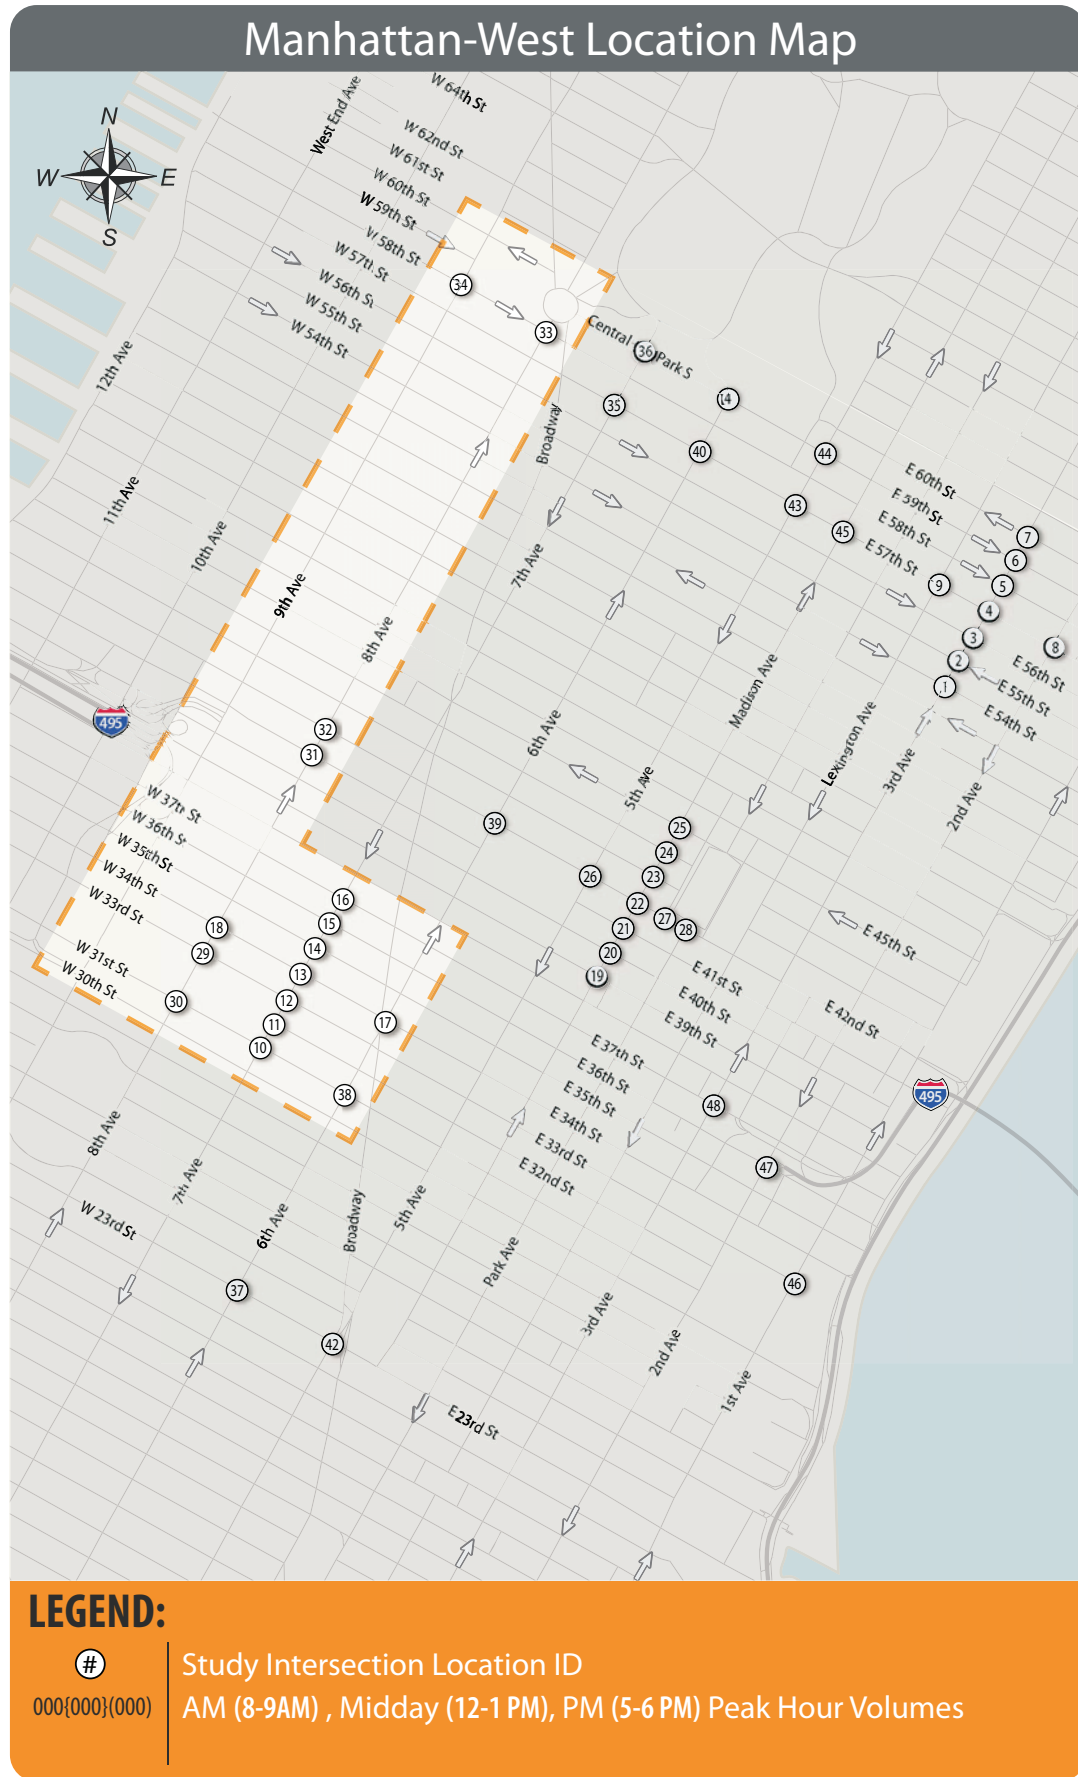 Manhattan-West Location Map
N
W E
S
West End Ave
W 64th St
W 62nd St
W 61st St
W 60th St
W 59th St
W 58th St
W 57th St
W 56th St
W 55th St
W 54th St
34
33
Central Park S
36
35
14
40
44
43
45
12th Ave
11th Ave
10th Ave
9th Ave
8th Ave
Broadway
7th Ave
6th Ave
5th Ave
Madison Ave
Lexington Ave
3rd Ave
2nd Ave
E 60th St
E 59th St
E 58th St
E 57th St
7
6
5
9
4
3
8
2
1
E 56th St
E 55th St
E 54th St
495
32
31
39
25
24
26
23
22
27
28
21
20
19
W 37th St
W 36th St
W 35th St
W 34th St
W 33rd St
W 31st St
W 30th St
16
15
18
14
29
13
30
12
11
17
10
38
E 45th St
E 42nd St
E 41st St
E 40th St
E 39th St
E 37th St
E 36th St
E 35th St
E 34th St
E 33rd St
E 32nd St
495
48
47
46
8th Ave
7th Ave
6th Ave
Broadway
5th Ave
Park Ave
3rd Ave
2nd Ave
1st Ave
W 23rd St
37
42
E 23rd St
LEGEND:
# Study Intersection Location ID
000{000}(000) AM (8-9AM) , Midday (12-1 PM), PM (5-6 PM) Peak Hour Volumes